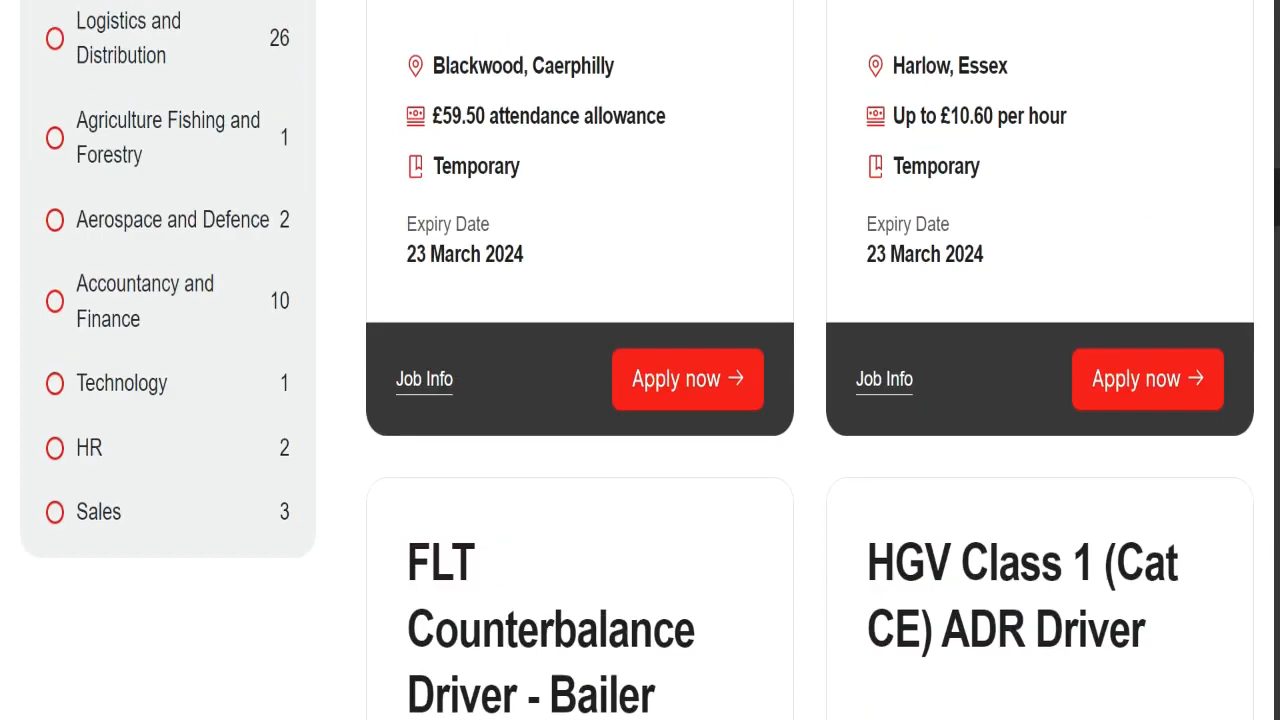 Logistics and
Distribution
26
Agriculture Fishing and
Forestry
1
Aerospace and Defence 2
Accountancy and
Finance
10
Technology 1
HR 2
Sales 3
Blackwood, Caerphilly
£59.50 attendance allowance
Temporary
Expiry Date
23 March 2024
Job Info
Apply now →
Harlow, Essex
Up to £10.60 per hour
Temporary
Expiry Date
23 March 2024
Job Info
Apply now →
FLT
Counterbalance
Driver - Bailer
HGV Class 1 (Cat
CE) ADR Driver